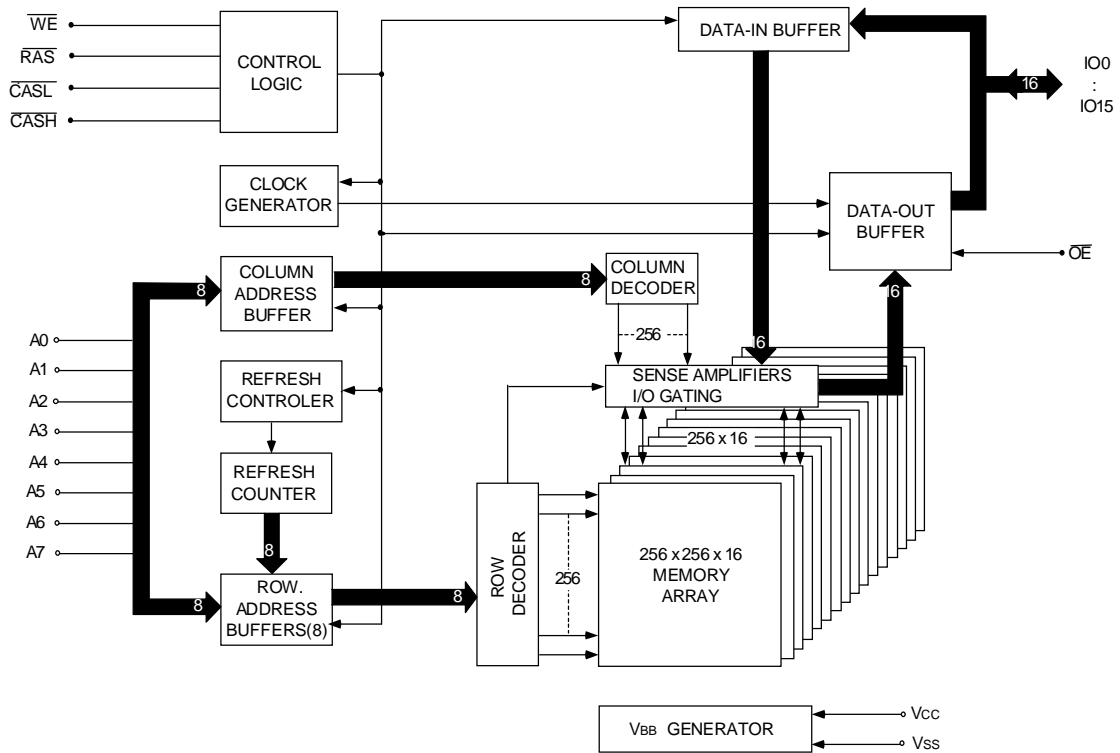 WE
RAS
CASL
CASH
CONTROL
LOGIC
DATA-IN BUFFER
16
IO0
:
IO15
CLOCK
GENERATOR
DATA-OUT
BUFFER
OE
8
COLUMN
ADDRESS
BUFFER
8
COLUMN
DECODER
16
256
16
A0
A1
A2
A3
A4
A5
A6
A7
REFRESH
CONTROLER
SENSE AMPLIFIERS
I/O GATING
256 x 16
REFRESH
COUNTER
8
8
ROW.
ADDRESS
BUFFERS(8)
8
ROW
DECODER
256
256 x 256 x 16
MEMORY
ARRAY
VBB GENERATOR
VCC
VSS